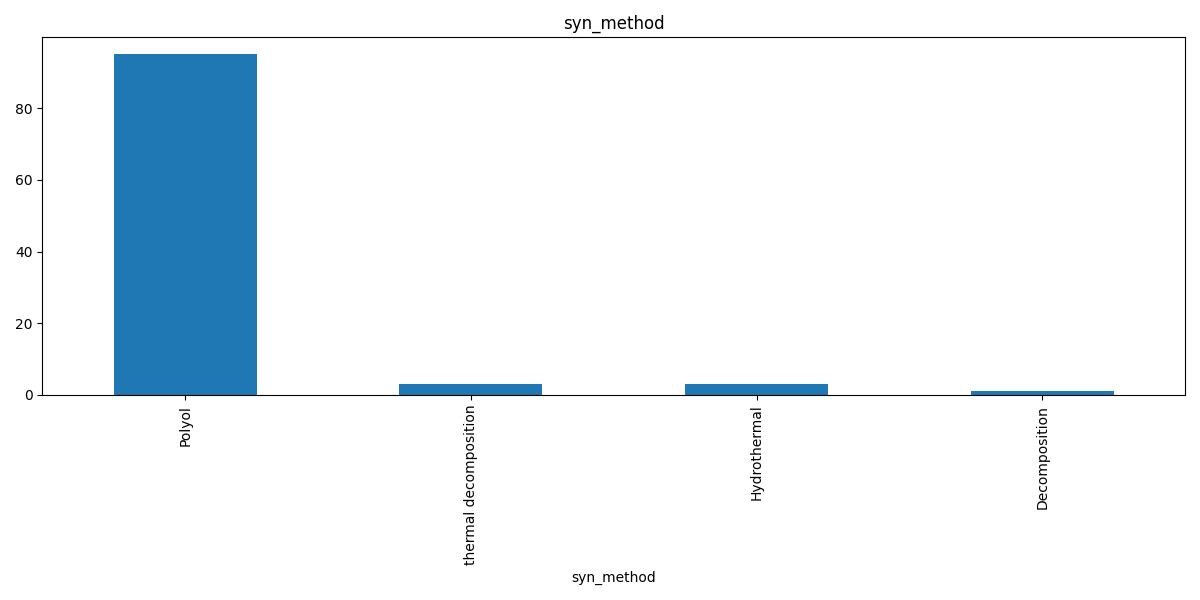 syn_method
80
60
40
20
0
Polyol
thermal decomposition
Hydrothermal
Decomposition
syn_method